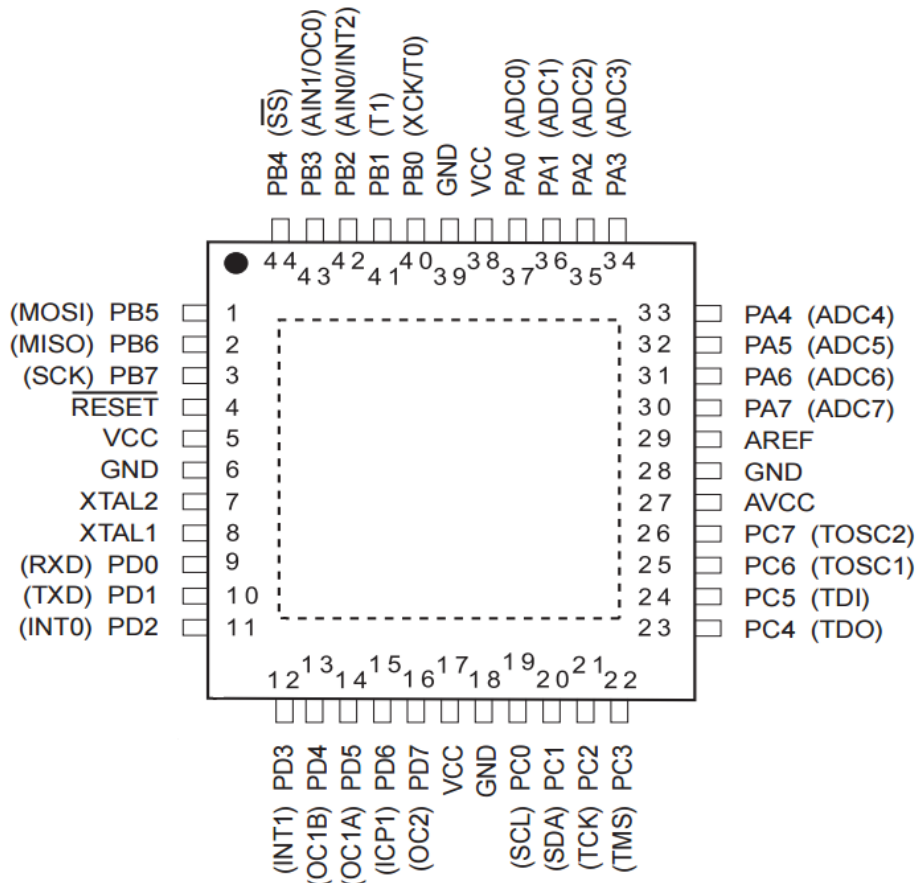 PB4 (SS)
PB3 (AIN1/OC0)
PB2 (AIN0/INT2)
PB1 (T1)
PB0 (XCK/T0)
GND
VCC
PA0 (ADC0)
PA1 (ADC1)
PA2 (ADC2)
PA3 (ADC3)
44 43 42 41 40 39 38 37 36 35 34
(MOSI) PB5 1
(MISO) PB6 2
(SCK) PB7 3
RESET 4
VCC 5
GND 6
XTAL2 7
XTAL1 8
(RXD) PD0 9
(TXD) PD1 10
(INT0) PD2 11
33 PA4 (ADC4)
32 PA5 (ADC5)
31 PA6 (ADC6)
30 PA7 (ADC7)
29 AREF
28 GND
27 AVCC
26 PC7 (TOSC2)
25 PC6 (TOSC1)
24 PC5 (TDI)
23 PC4 (TDO)
12 13 14 15 16 17 18 19 20 21 22
(INT1) PD3
(OC1B) PD4
(OC1A) PD5
(ICP1) PD6
(OC2) PD7
VCC
GND
(SCL) PC0
(SDA) PC1
(TCK) PC2
(TMS) PC3